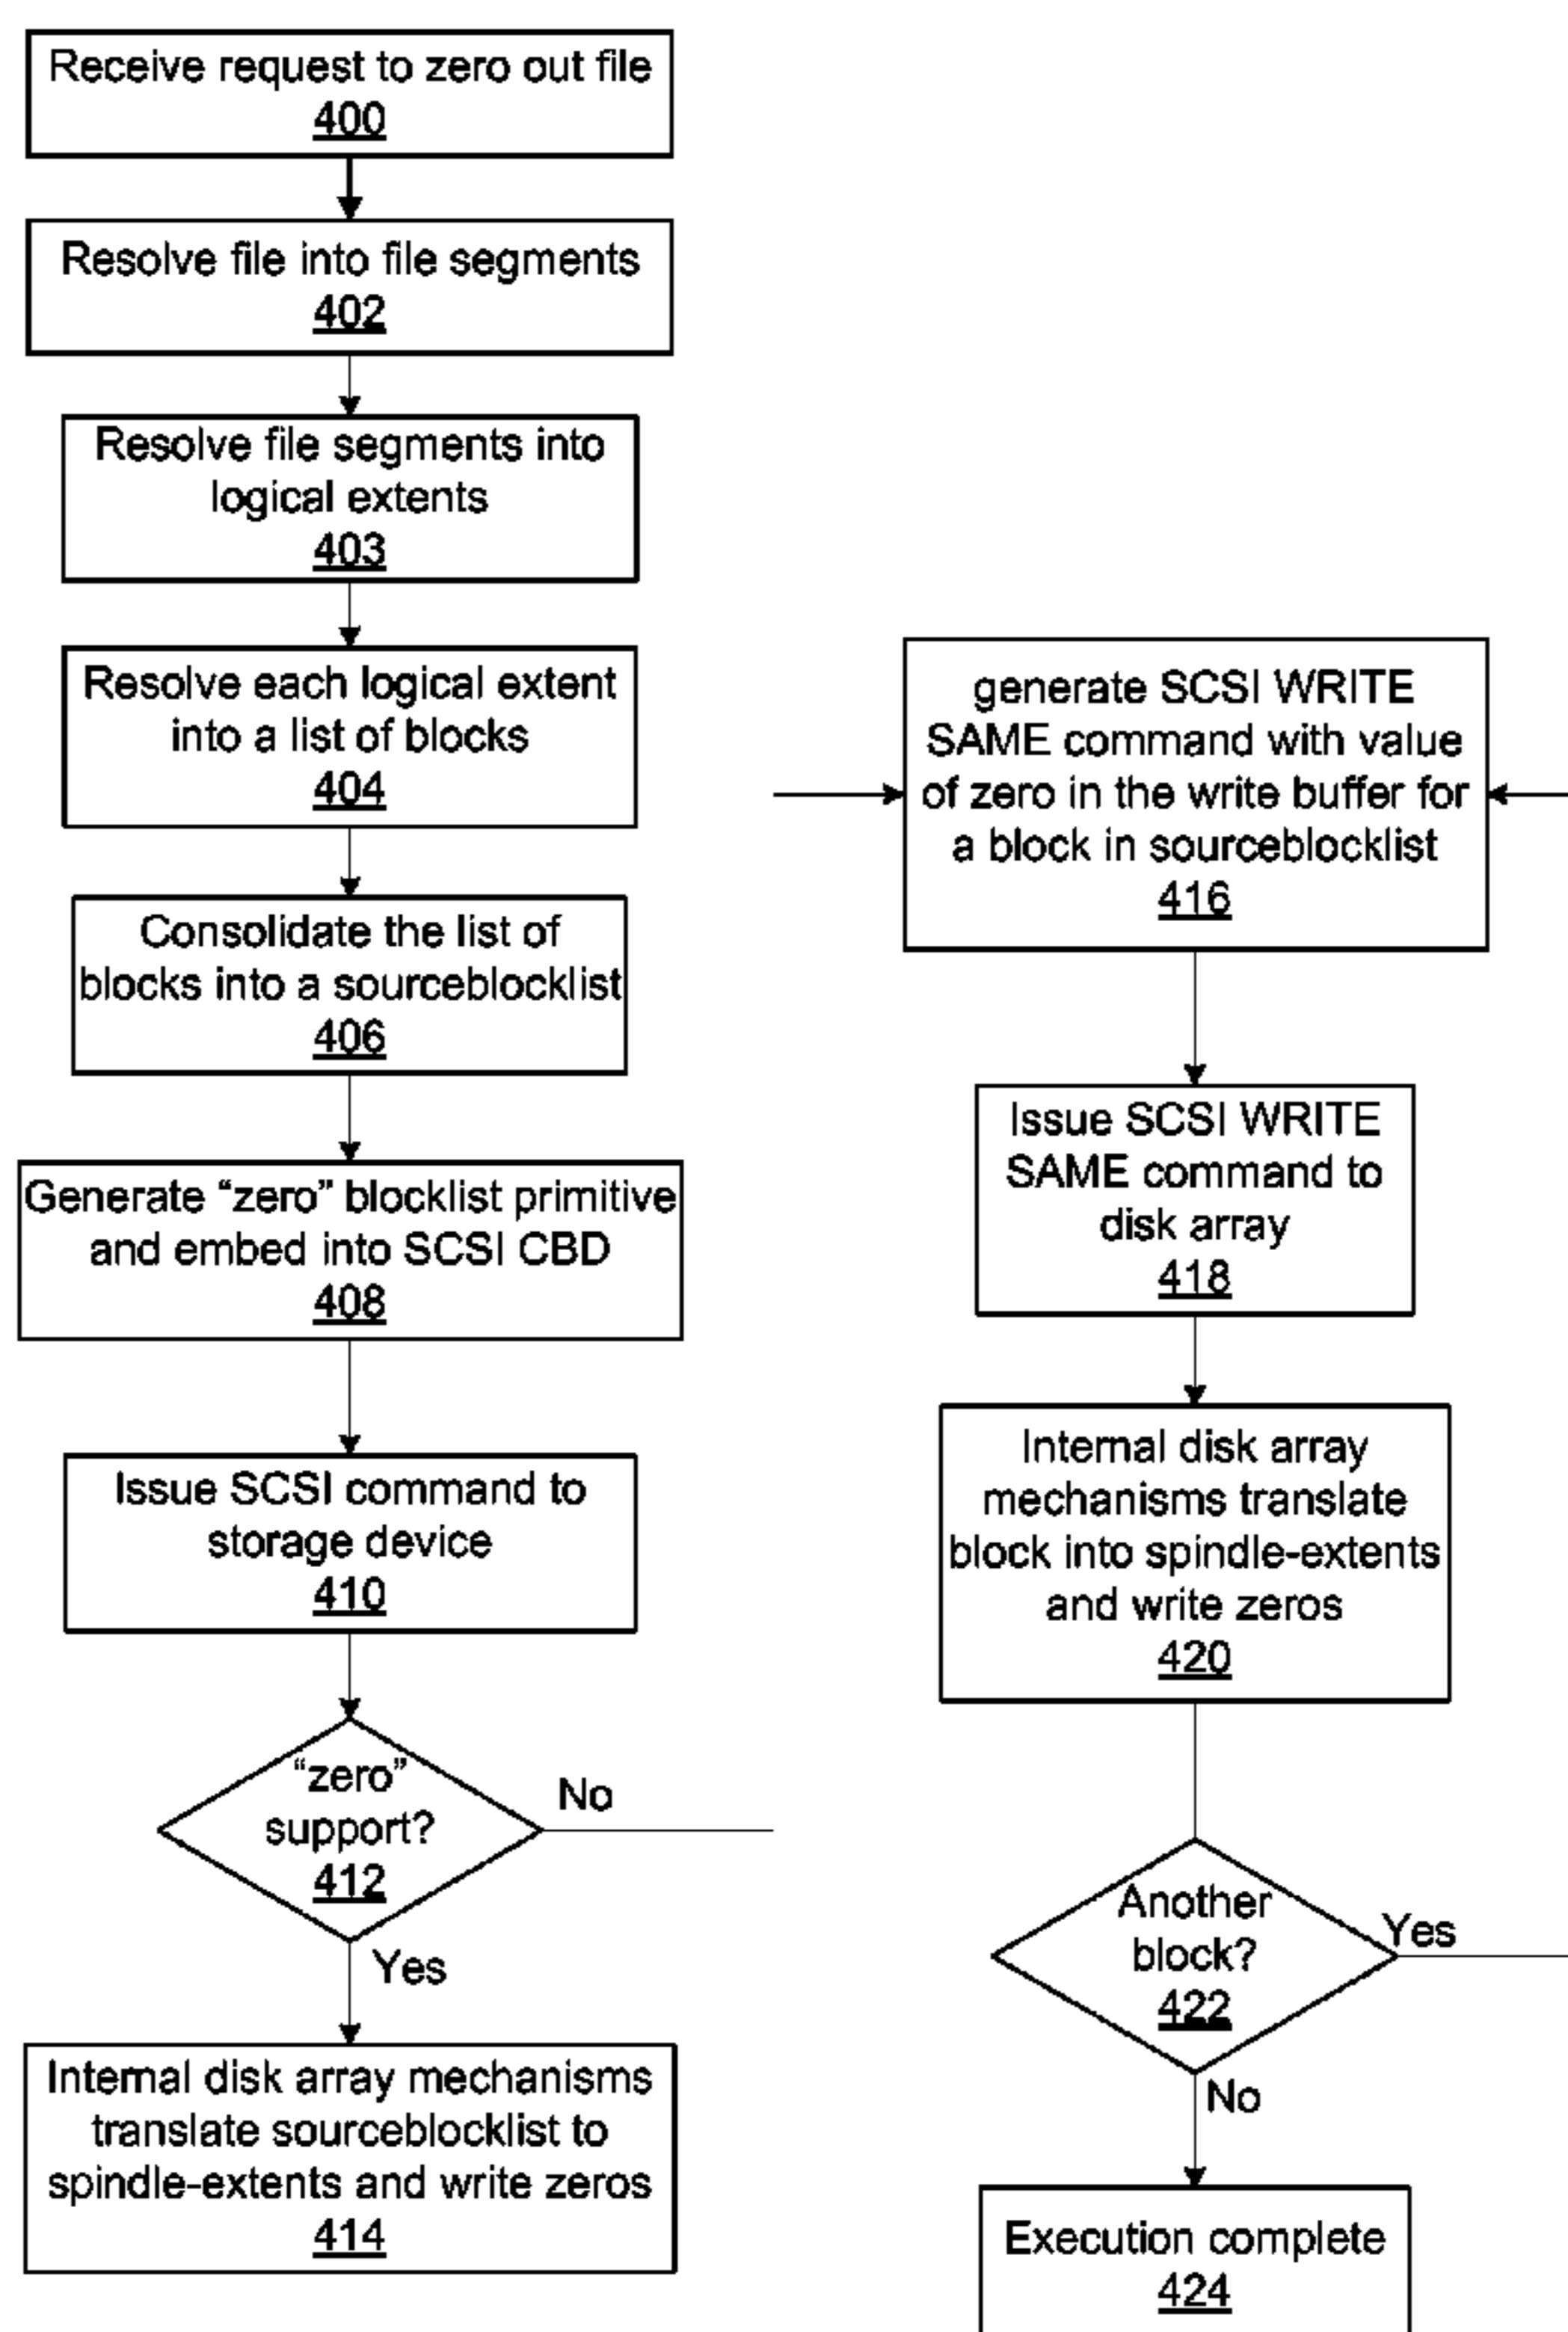 Receive request to zero out file
400
Resolve file into file segments
402
Resolve file segments into
logical extents
403
Resolve each logical extent
into a list of blocks
404
Consolidate the list of
blocks into a sourceblocklist
406
Generate “zero” blocklist primitive
and embed into SCSI CBD
408
Issue SCSI command to
storage device
410
“zero”
support?
412
No
Yes
Internal disk array mechanisms
translate sourceblocklist to
spindle-extents and write zeros
414
generate SCSI WRITE
SAME command with value
of zero in the write buffer for
a block in sourceblocklist
416
Issue SCSI WRITE
SAME command to
disk array
418
Internal disk array
mechanisms translate
block into spindle-extents
and write zeros
420
Another
block?
422
Yes
No
Execution complete
424